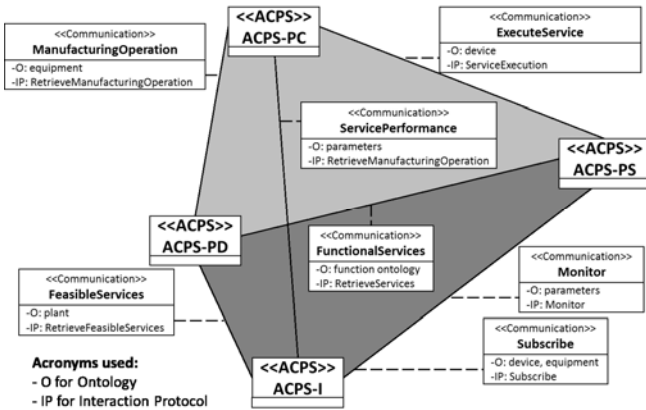 <<Communication>>
ManufacturingOperation
-O: equipment
-IP: RetrieveManufacturingOperation
<<ACPS>>
ACPS-PC
<<Communication>>
ExecuteService
-O: device
-IP: ServiceExecution
<<Communication>>
ServicePerformance
-O: parameters
-IP: RetrieveManufacturingOperation
<<ACPS>>
ACPS-PS
<<ACPS>>
ACPS-PD
<<Communication>>
FunctionalServices
-O: function ontology
-IP: RetrieveServices
<<Communication>>
Monitor
-O: parameters
-IP: Monitor
<<Communication>>
FeasibleServices
-O: plant
-IP: RetrieveFeasibleServices
<<Communication>>
Subscribe
-O: device, equipment
-IP: Subscribe
<<ACPS>>
ACPS-I
Acronyms used:
- O for Ontology
- IP for Interaction Protocol